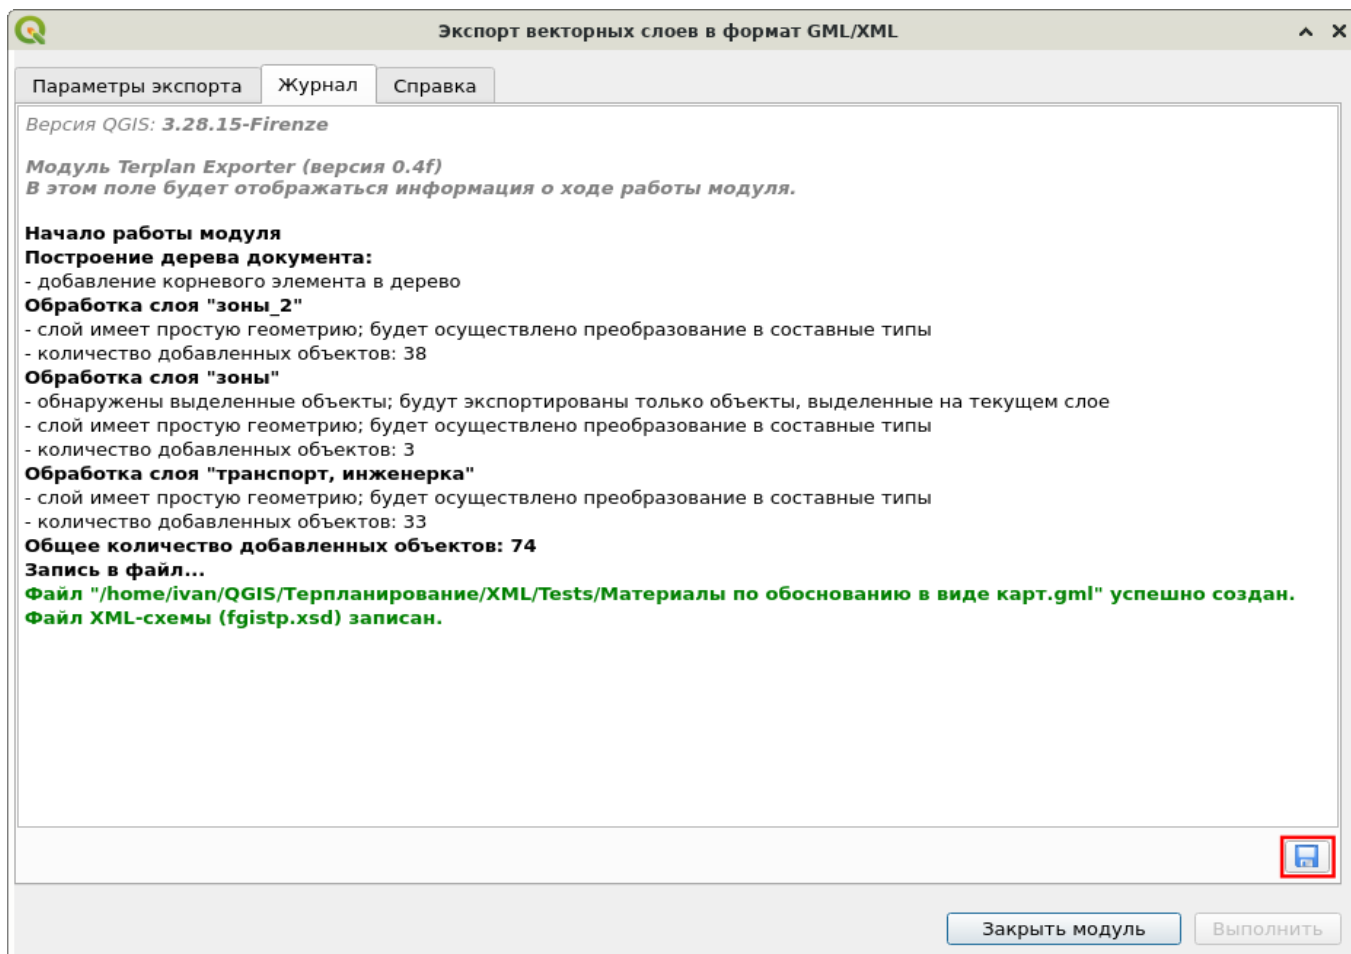 Экспорт векторных слоев в формат GML/XML
Параметры экспорта Журнал Справка
Версия QGIS: 3.28.15-Firenze
Модуль Terplan Exporter (версия 0.4f)
В этом поле будет отображаться информация о ходе работы модуля.
Начало работы модуля
Построение дерева документа:
- добавление корневого элемента в дерево
Обработка слоя "зоны_2"
- слой имеет простую геометрию; будет осуществлено преобразование в составные типы
- количество добавленных объектов: 38
Обработка слоя "зоны"
- обнаружены выделенные объекты; будут экспортированы только объекты, выделенные на текущем слое
- слой имеет простую геометрию; будет осуществлено преобразование в составные типы
- количество добавленных объектов: 3
Обработка слоя "транспорт, инженерка"
- слой имеет простую геометрию; будет осуществлено преобразование в составные типы
- количество добавленных объектов: 33
Общее количество добавленных объектов: 74
Запись в файл...
Файл "/home/ivan/QGIS/Терпланирование/XML/Tests/Материалы по обоснованию в виде карт.gml" успешно создан.
Файл XML-схемы (fgistp.xsd) записан.
Закрыть модуль Выполнить